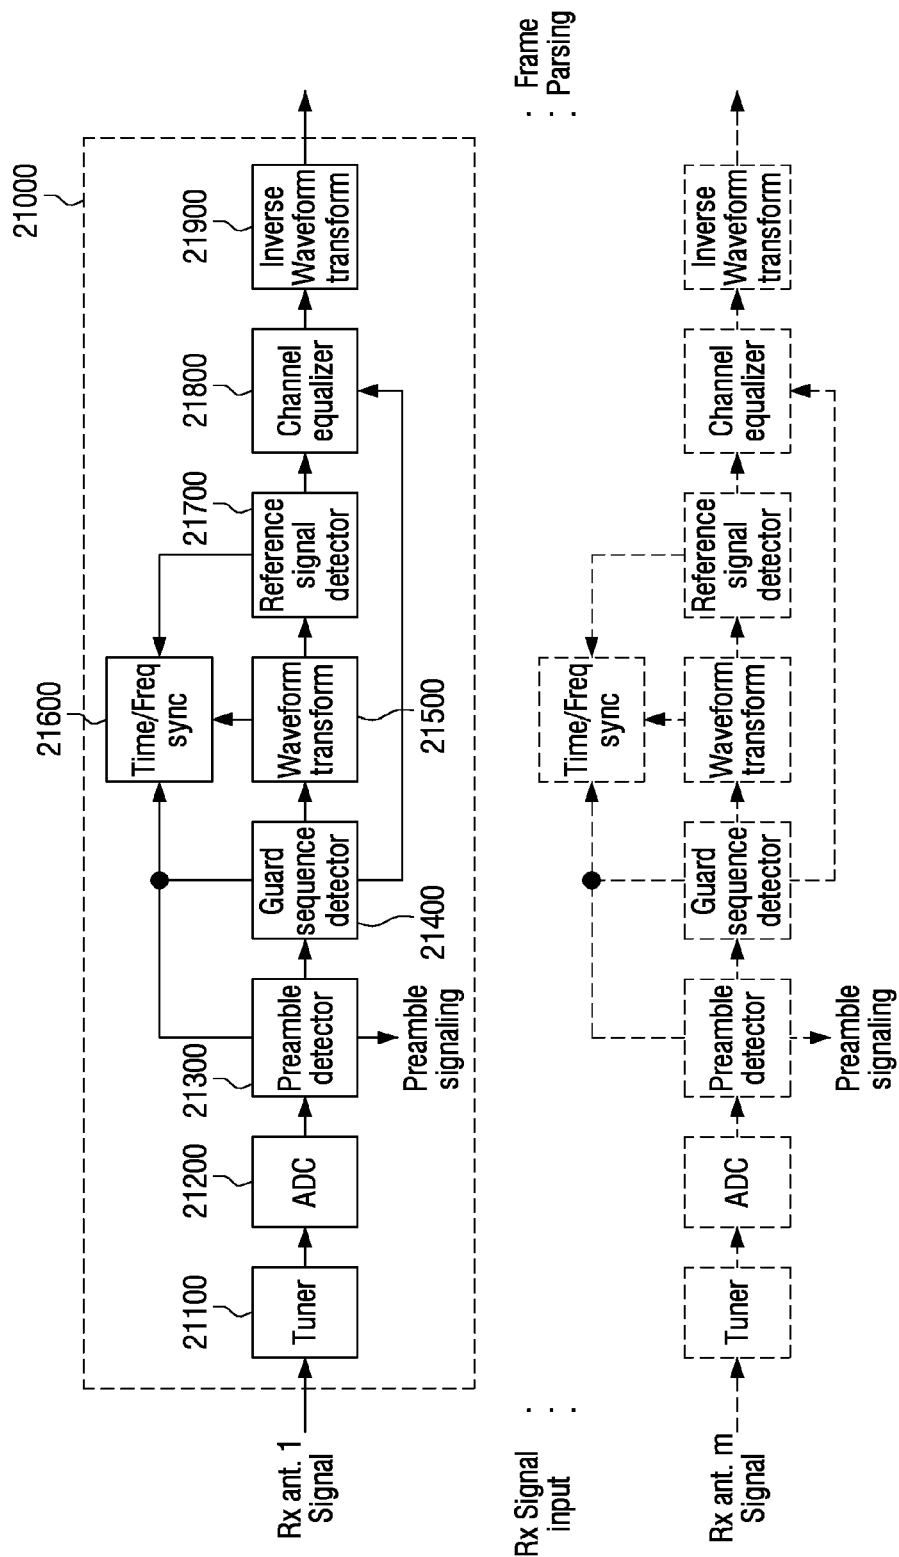 21000
21600
Time/Freq
sync
Rx ant. 1
Signal
21100
Tuner
21200
ADC
21300
Preamble
detector
Preamble
signaling
Guard
sequence
detector
21400
Waveform
transform
21500
21700
Reference
signal
detector
21800
Channel
equalizer
21900
Inverse
Waveform
transform
Rx Signal
input
. . .
. . .
Frame
Parsing
Time/Freq
sync
Rx ant. m
Signal
Tuner
ADC
Preamble
detector
Preamble
signaling
Guard
sequence
detector
Waveform
transform
Reference
signal
detector
Channel
equalizer
Inverse
Waveform
transform